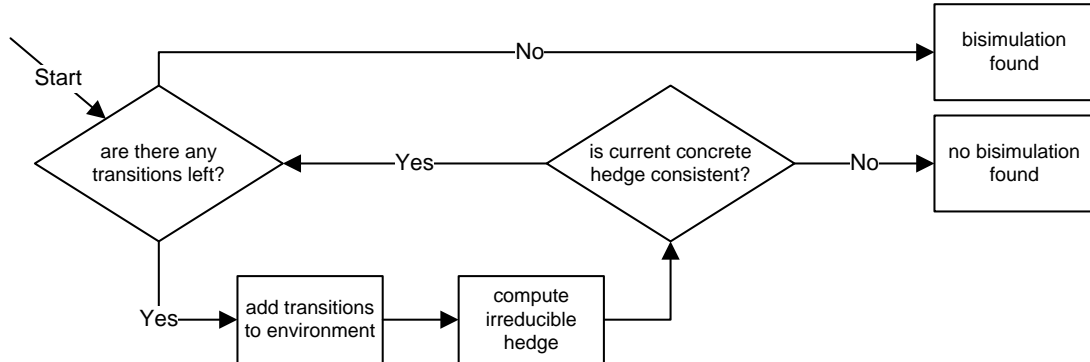 No
bisimulation
found
Start
are there any
transitions left?
Yes
is current concrete
hedge consistent?
No
no bisimulation
found
Yes
add transitions
to environment
compute
irreducible
hedge